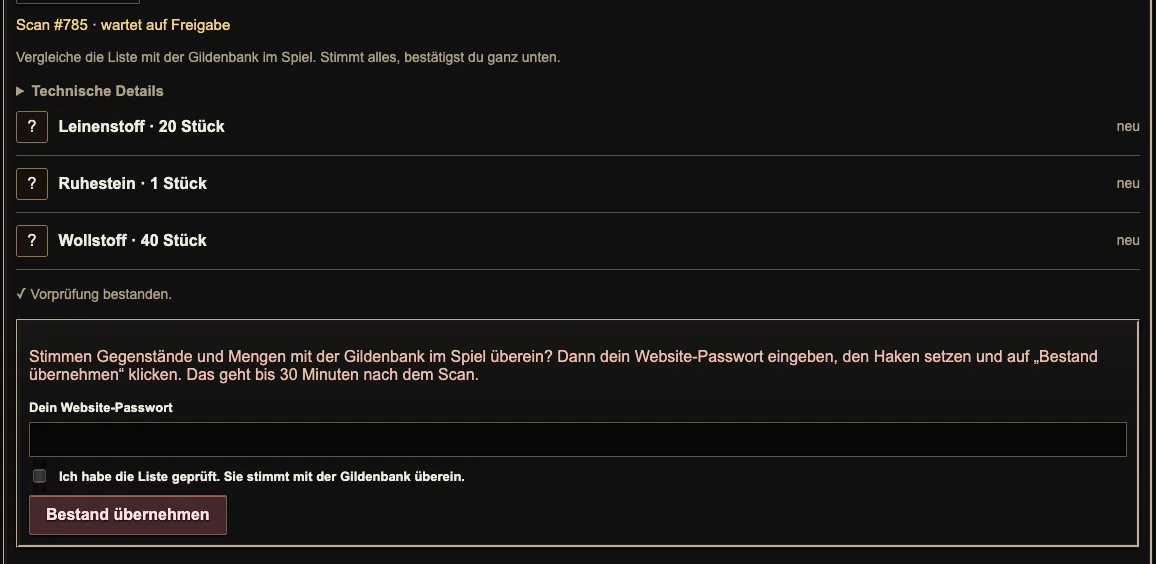 Scan #785 · wartet auf Freigabe
Vergleiche die Liste mit der Gildenbank im Spiel. Stimmt alles, bestätigst du ganz unten.
▶ Technische Details
? Leinenstoff · 20 Stück neu
? Ruhestein · 1 Stück neu
? Wollstoff · 40 Stück neu
✓ Vorprüfung bestanden.
Stimmen Gegenstände und Mengen mit der Gildenbank im Spiel überein? Dann dein Website-Passwort eingeben, den Haken setzen und auf „Bestand
übernehmen“ klicken. Das geht bis 30 Minuten nach dem Scan.
Dein Website-Passwort
Ich habe die Liste geprüft. Sie stimmt mit der Gildenbank überein.
Bestand übernehmen